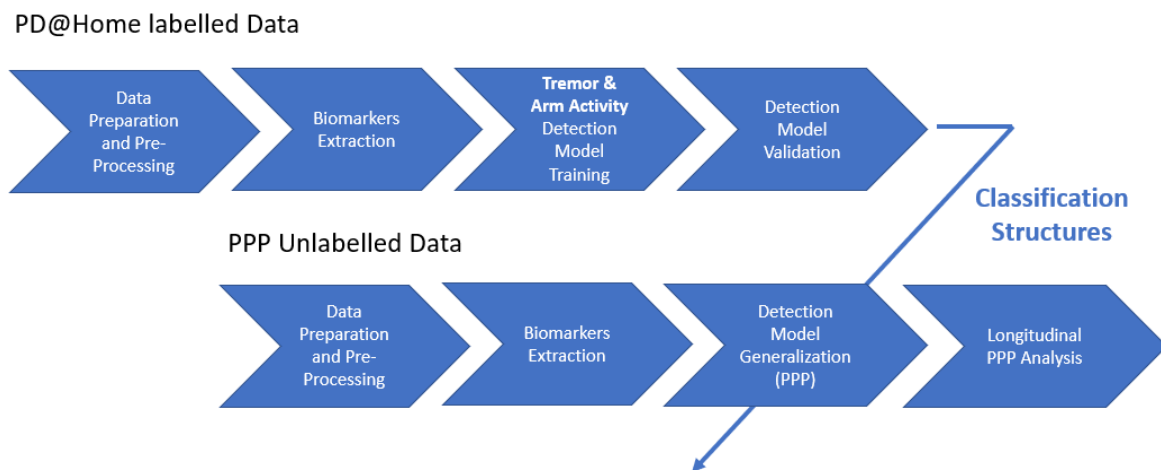 PD@Home labelled Data
Data
Preparation
and Pre-
Processing
Biomarkers
Extraction
Tremor &
Arm Activity
Detection
Model
Training
Detection
Model
Validation
Classification
Structures
PPP Unlabelled Data
Data
Preparation
and Pre-
Processing
Biomarkers
Extraction
Detection
Model
Generalization
(PPP)
Longitudinal
PPP Analysis